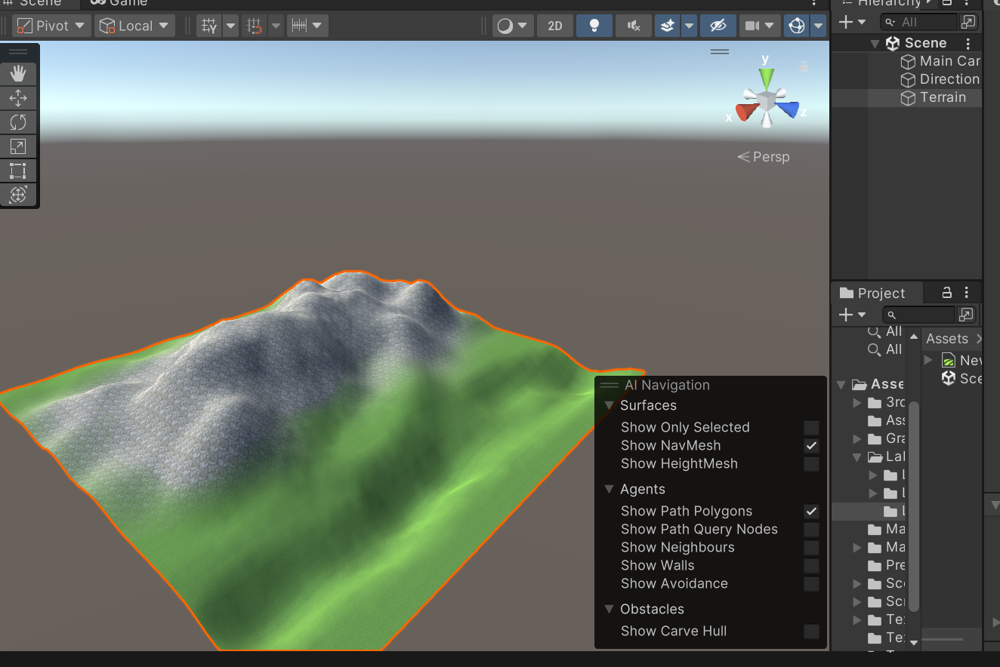 Scene
Game
Hierarchy
Pivot
Local
2D
All
Scene
Main Car
Direction
Terrain
y
x
z
Persp
Project
All
All
Assets
Asse
New
Sce
3rd
Ass
Gra
Lal
L
L
L
Ma
Ma
Pre
Sce
Scr
Te
Te
AI Navigation
Surfaces
Show Only Selected
Show NavMesh
Show HeightMesh
Agents
Show Path Polygons
Show Path Query Nodes
Show Neighbours
Show Walls
Show Avoidance
Obstacles
Show Carve Hull